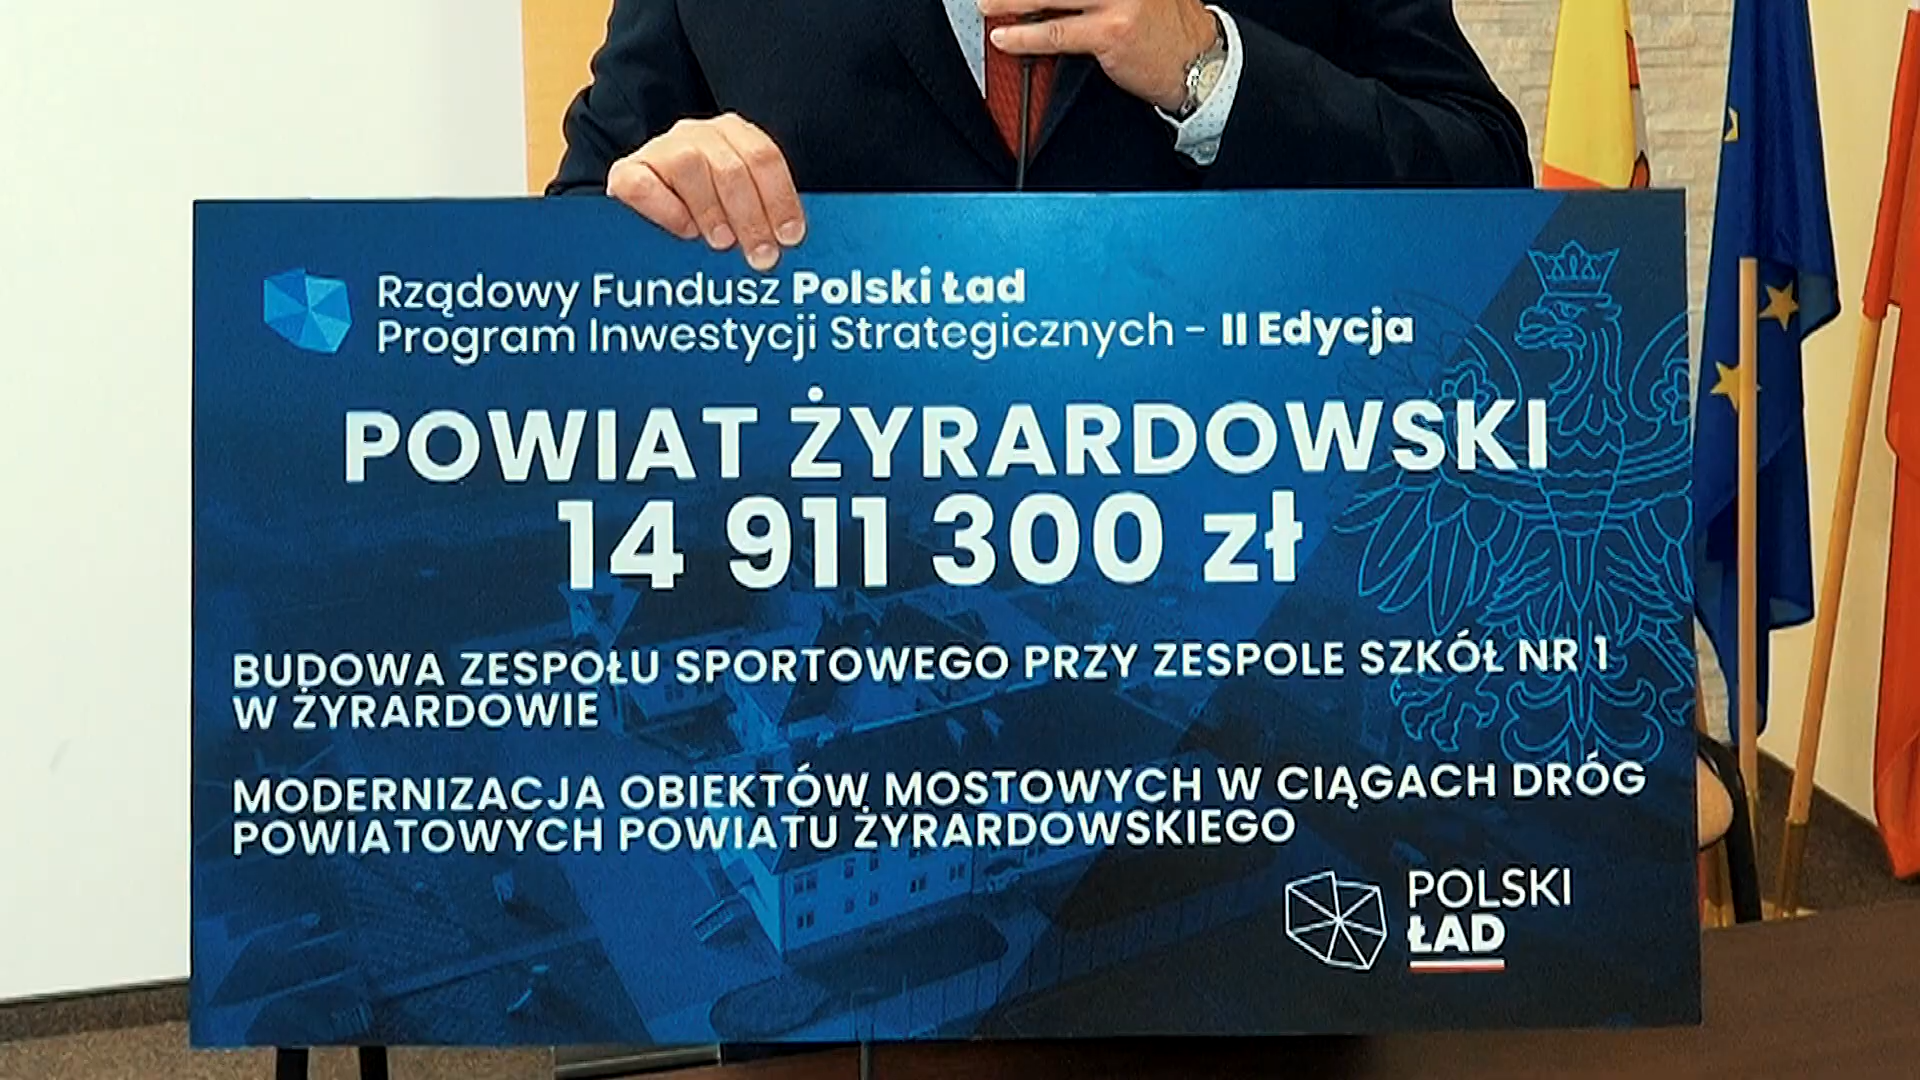 Rządowy Fundusz Polski Ład
Program Inwestycji Strategicznych - II Edycja
POWIAT ŻYRARDOWSKI
14 911 300 zł
BUDOWA ZESPOŁU SPORTOWEGO PRZY ZESPOLE SZKÓŁ NR 1
W ŻYRARDOWIE
MODERNIZACJA OBIEKTÓW MOSTOWYCH W CIĄGACH DRÓG
POWIATOWYCH POWIATU ŻYRARDOWSKIEGO
POLSKI
ŁAD